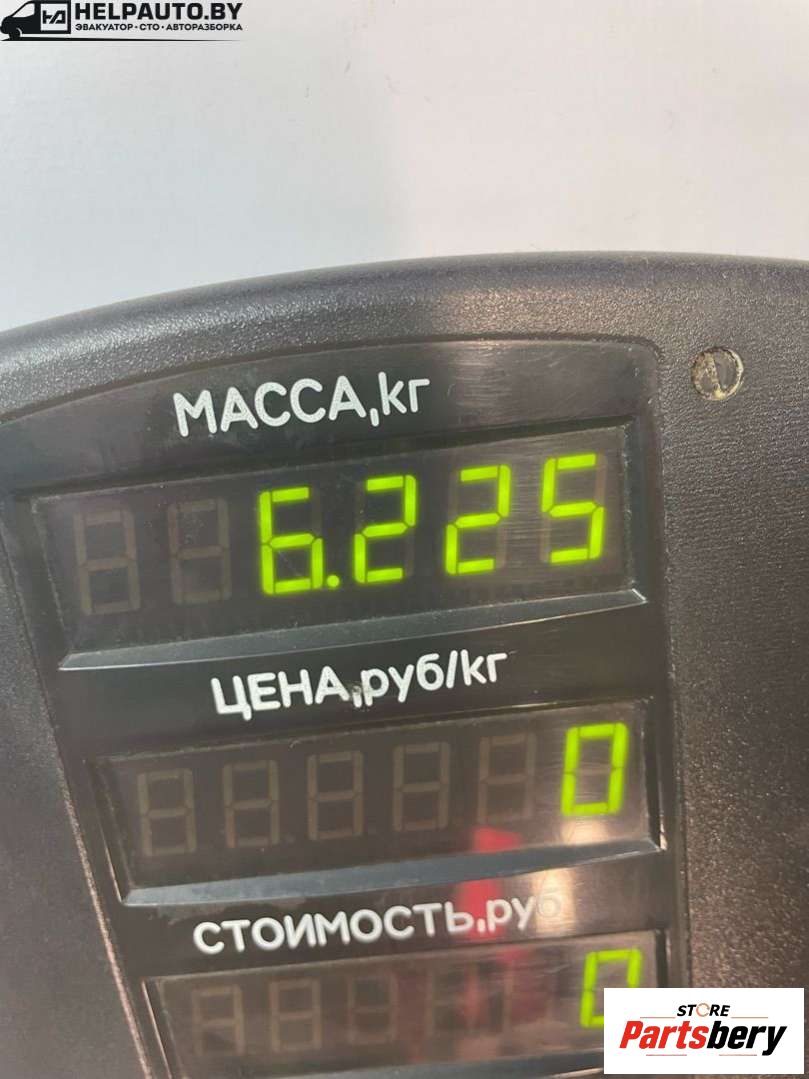 HELPAUTO.BY
ЭВАКУАТОР • СТО • АВТОРАЗБОРКА
МАССА,кг
6.225
ЦЕНА,руб/кг
0
СТОИМОСТЬ,руб
0
STORE
Partsbery